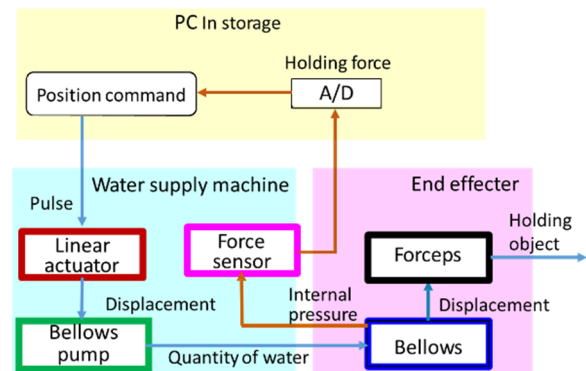 PC In storage
Holding force
Position command
A/D
Water supply machine
End effecter
Pulse
Holding
object
Linear
actuator
Force
sensor
Forceps
Displacement
Internal
pressure
Displacement
Bellows
pump
Quantity of water
Bellows